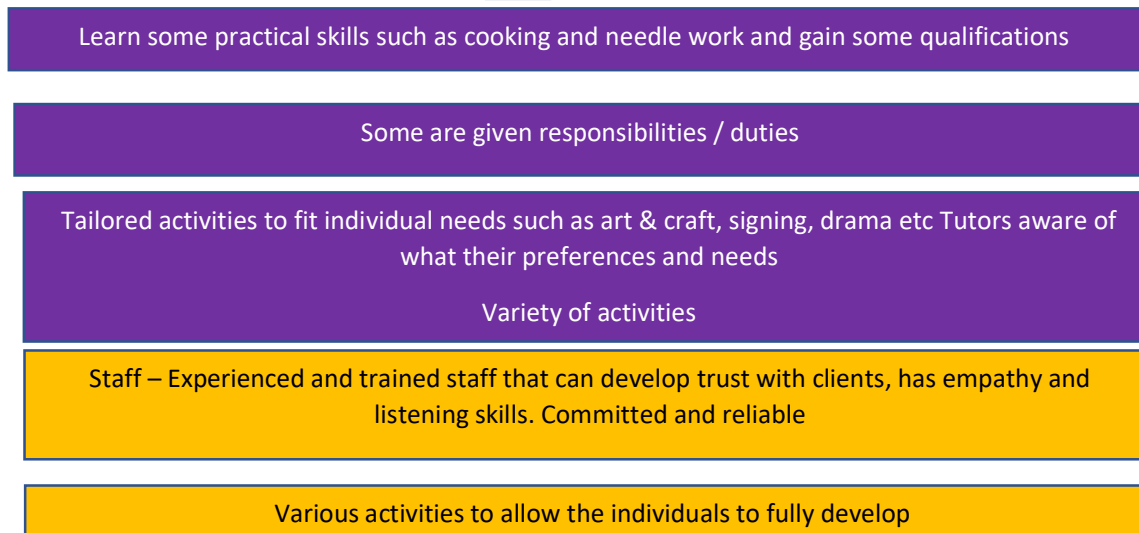 Learn some practical skills such as cooking and needle work and gain some qualifications
Some are given responsibilities / duties
Tailored activities to fit individual needs such as art & craft, signing, drama etc Tutors aware of
what their preferences and needs
Variety of activities
Staff – Experienced and trained staff that can develop trust with clients, has empathy and
listening skills. Committed and reliable
Various activities to allow the individuals to fully develop